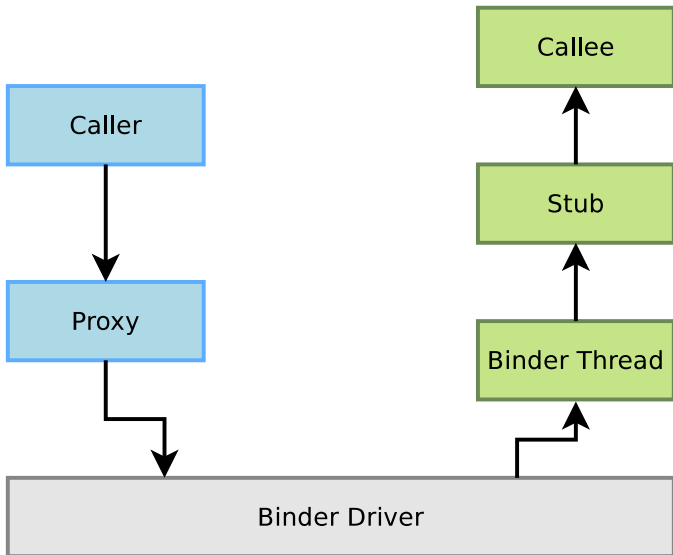 Callee
Caller
Stub
Proxy
Binder Thread
Binder Driver